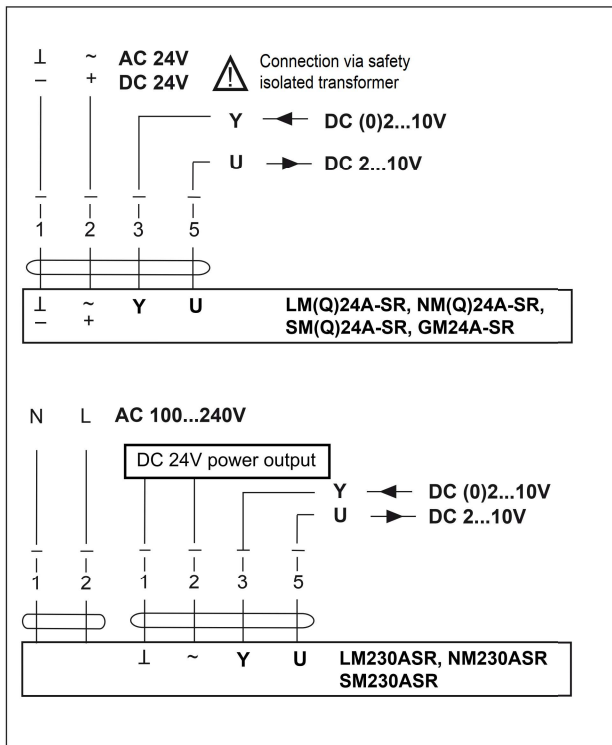 ⊥ ~ AC 24V
– + DC 24V
Connection via safety
isolated transformer
Y DC (0)2...10V
U DC 2...10V
1 2 3 5
⊥ ~ Y U
– +
LM(Q)24A-SR, NM(Q)24A-SR,
SM(Q)24A-SR, GM24A-SR
N L AC 100...240V
DC 24V power output
Y DC (0)2...10V
U DC 2...10V
1 2 1 2 3 5
⊥ ~ Y U
LM230ASR, NM230ASR
SM230ASR